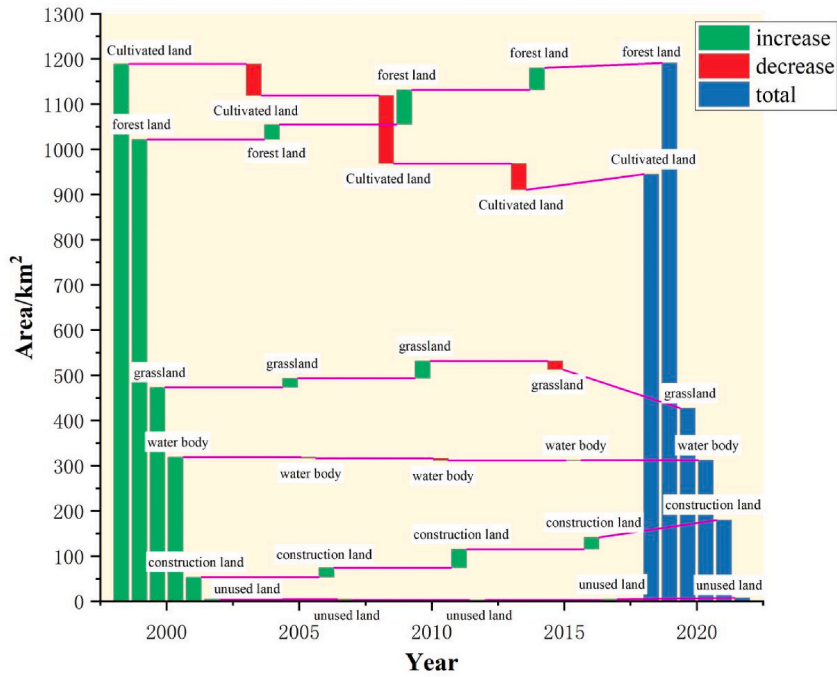 1300
1200
1100
1000
900
800
700
600
500
400
300
200
100
0
Area/km²
2000
2005
2010
2015
2020
Year
increase
decrease
total
Cultivated land
Cultivated land
Cultivated land
Cultivated land
Cultivated land
forest land
forest land
forest land
forest land
forest land
grassland
grassland
grassland
grassland
grassland
water body
water body
water body
water body
water body
construction land
construction land
construction land
construction land
construction land
unused land
unused land
unused land
unused land
unused land